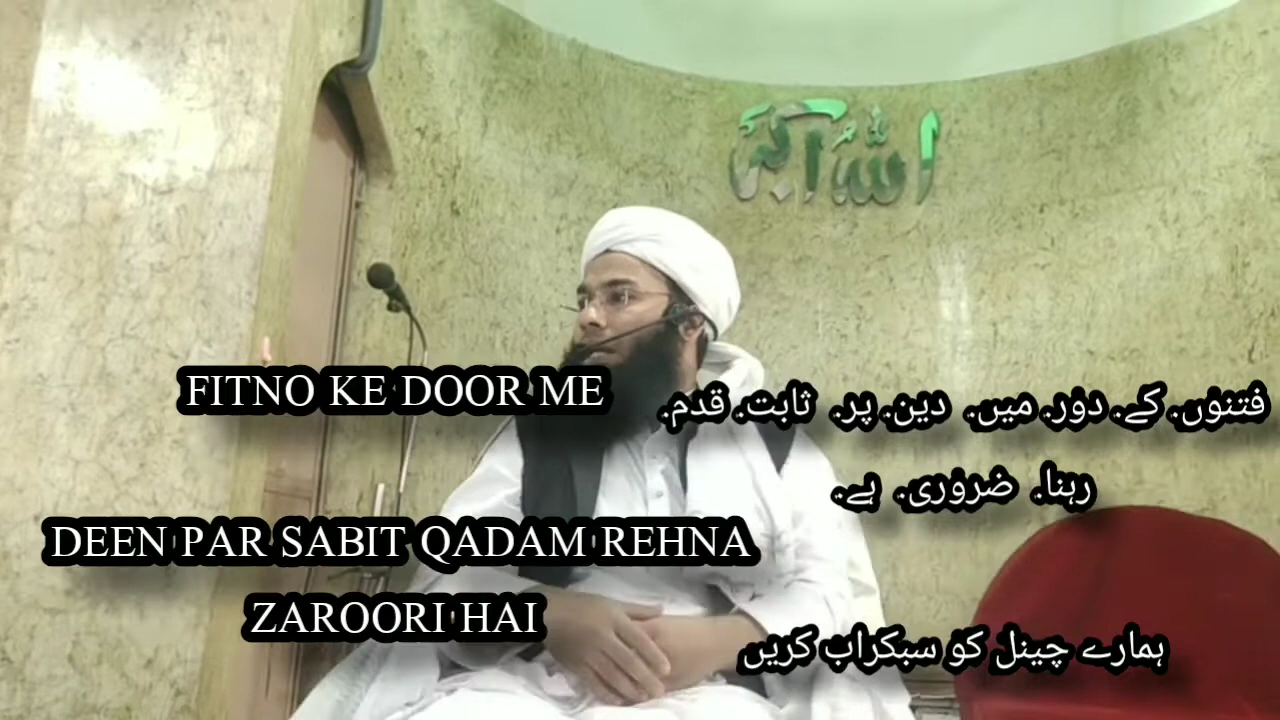 اللہ اکبر
FITNO KE DOOR ME
فتنوں. کے. دور. میں. دین. پر. ثابت. قدم.
رہنا. ضروری. ہے.
DEEN PAR SABIT QADAM REHNA
ZAROORI HAI
ہمارے چینل کو سبکراب کریں